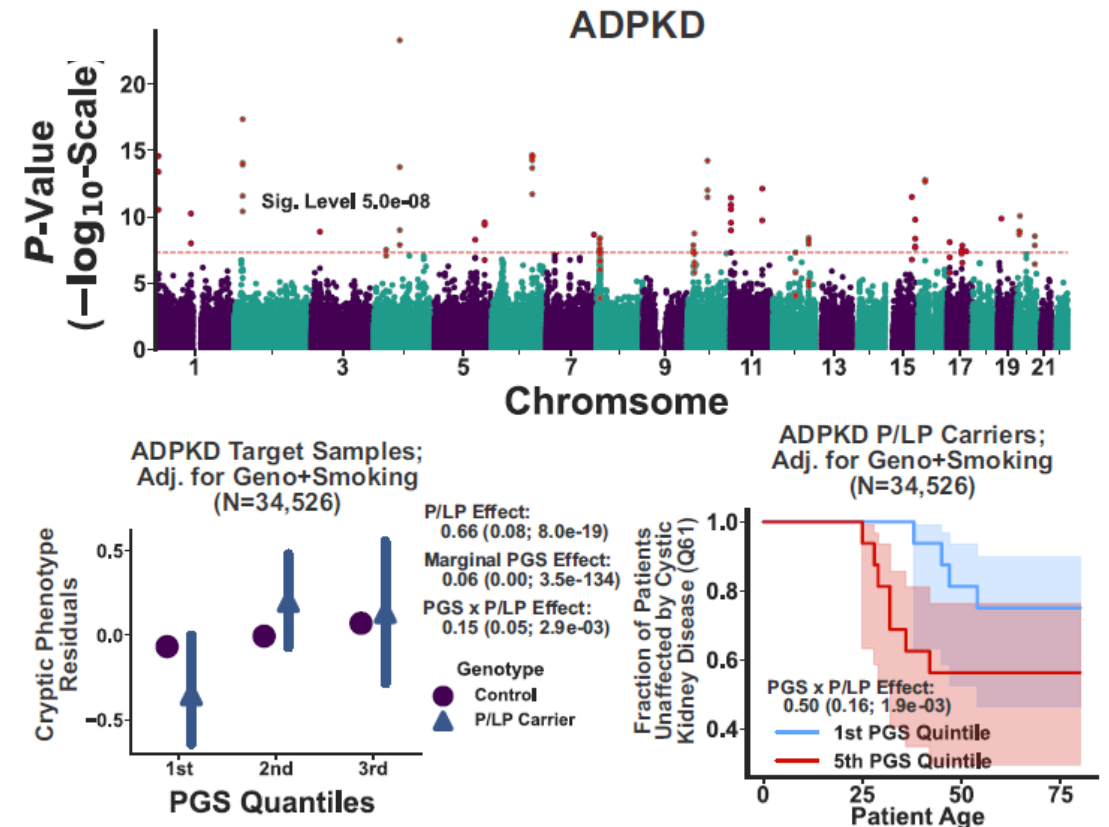 ADPKD
P-Value
(−log₁₀-Scale)
20
15
10
5
0
Sig. Level 5.0e-08
1
3
5
7
9
11
13
15
17
19
21
Chromsome
ADPKD Target Samples;
Adj. for Geno+Smoking
(N=34,526)
Cryptic Phenotype
Residuals
0.5
0.0
−0.5
1st
2nd
3rd
PGS Quantiles
P/LP Effect:
0.66 (0.08; 8.0e-19)
Marginal PGS Effect:
0.06 (0.00; 3.5e-134)
PGS x P/LP Effect:
0.15 (0.05; 2.9e-03)
Genotype
Control
P/LP Carrier
ADPKD P/LP Carriers;
Adj. for Geno+Smoking
(N=34,526)
Fraction of Patients
Unaffected by Cystic
Kidney Disease (Q61)
1.0
0.8
0.6
0.4
PGS x P/LP Effect:
0.50 (0.16; 1.9e-03)
1st PGS Quintile
5th PGS Quintile
0
25
50
75
Patient Age